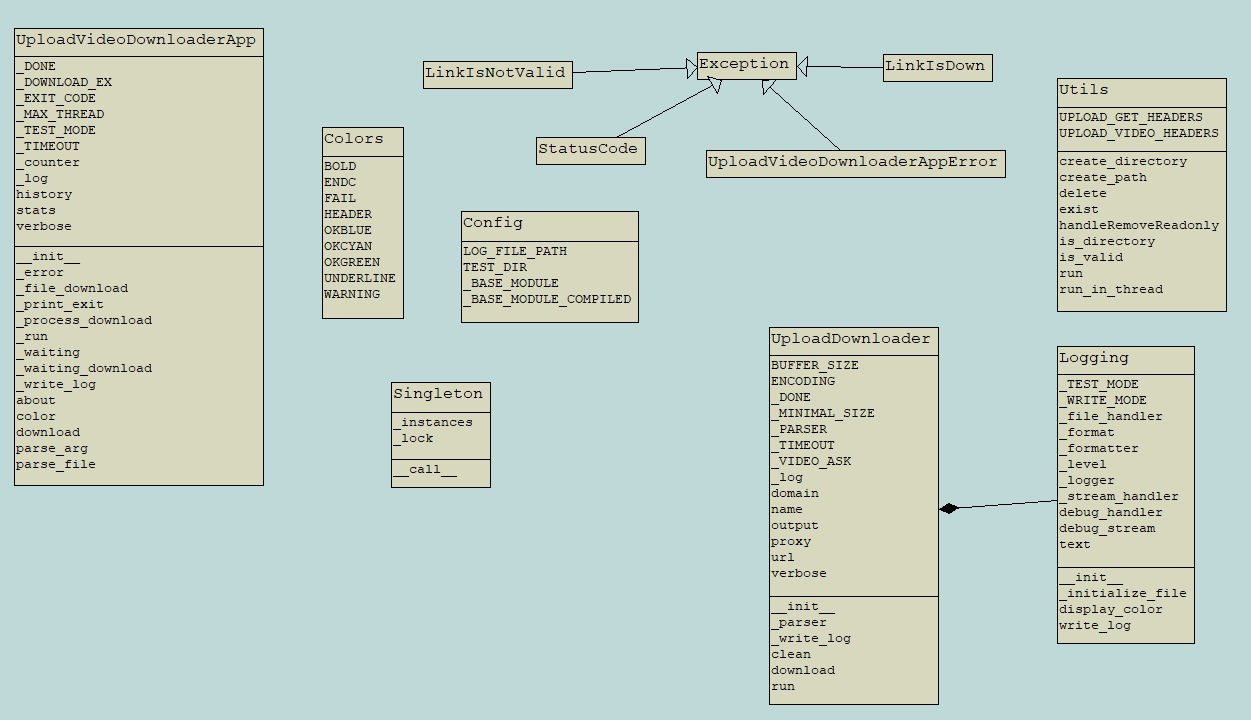 UploadVideoDownloaderApp
_DONE
_DOWNLOAD_EX
_EXIT_CODE
_MAX_THREAD
_TEST_MODE
_TIMEOUT
_counter
_log
history
stats
verbose
__init__
_error
_file_download
_print_exit
_process_download
_run
_waiting
_waiting_download
_write_log
about
color
download
parse_arg
parse_file
Colors
BOLD
ENDC
FAIL
HEADER
OKBLUE
OKCYAN
OKGREEN
UNDERLINE
WARNING
LinkIsNotValid
Exception
LinkIsDown
StatusCode
UploadVideoDownloaderAppError
Config
LOG_FILE_PATH
TEST_DIR
_BASE_MODULE
_BASE_MODULE_COMPILED
Singleton
_instances
_lock
__call__
Utils
UPLOAD_GET_HEADERS
UPLOAD_VIDEO_HEADERS
create_directory
create_path
delete
exist
handleRemoveReadonly
is_directory
is_valid
run
run_in_thread
UploadDownloader
BUFFER_SIZE
ENCODING
_DONE
_MINIMAL_SIZE
_PARSER
_TIMEOUT
_VIDEO_ASK
_log
domain
name
output
proxy
url
verbose
__init__
_parser
_write_log
clean
download
run
Logging
_TEST_MODE
_WRITE_MODE
_file_handler
_format
_formatter
_level
_logger
_stream_handler
debug_handler
debug_stream
text
__init__
_initialize_file
display_color
write_log